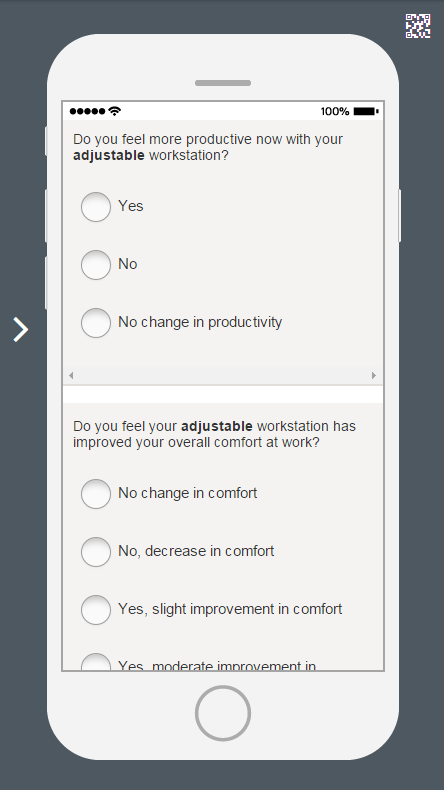 100%
Do you feel more productive now with your
adjustable workstation?
Yes
No
No change in productivity
Do you feel your adjustable workstation has
improved your overall comfort at work?
No change in comfort
No, decrease in comfort
Yes, slight improvement in comfort
Yes, moderate improvement in